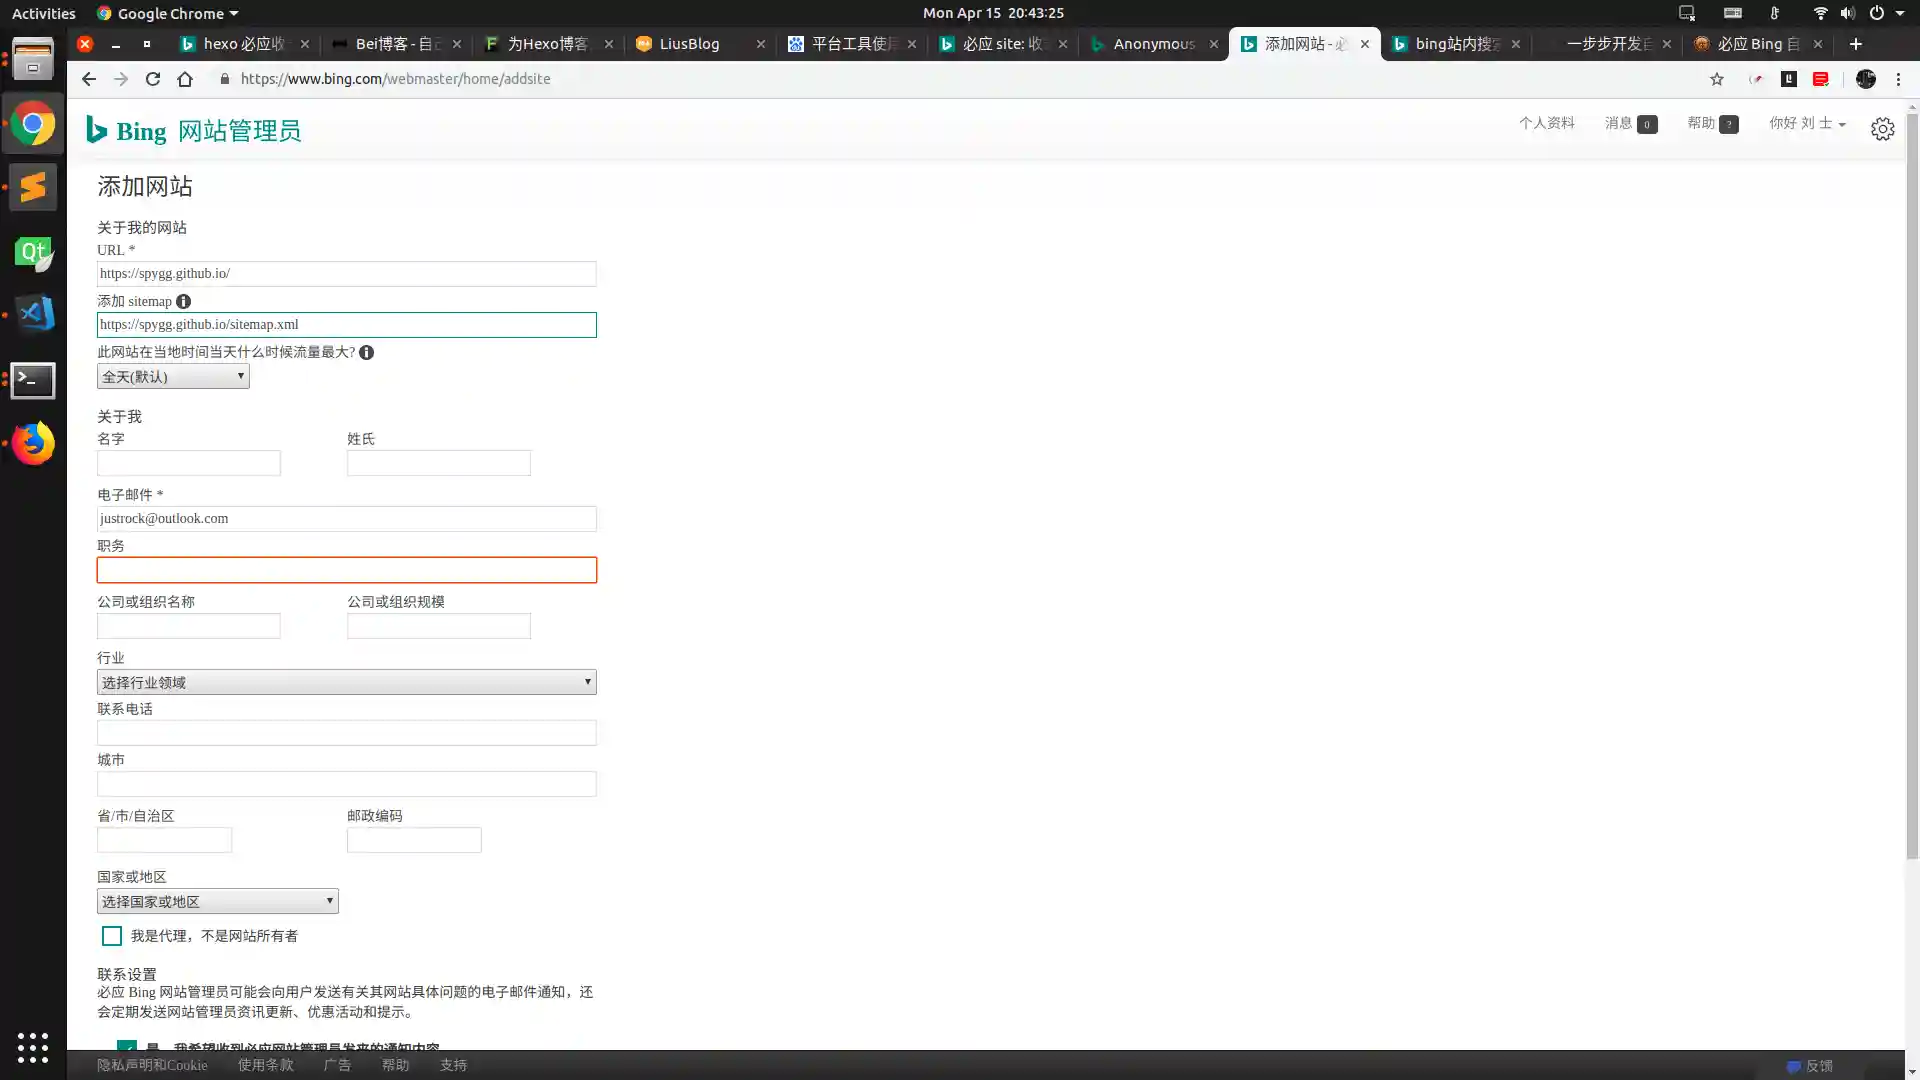 Activities Google Chrome Mon Apr 15 20:43:25
hexo 必应收 Bei博客 - 自己 为Hexo博客 LiusBlog 平台工具使用 必应 site: 收 Anonymous 添加网站 - 必 bing站内搜索 一步步开发自 必应 Bing 自
https://www.bing.com/webmaster/home/addsite
Bing 网站管理员 个人资料 消息 0 帮助 ? 你好 刘 士
添加网站
关于我的网站
URL *
https://spygg.github.io/
添加 sitemap
https://spygg.github.io/sitemap.xml
此网站在当地时间当天什么时候流量最大?
全天(默认)
关于我
名字 姓氏
电子邮件 *
justrock@outlook.com
职务
公司或组织名称 公司或组织规模
行业
选择行业领域
联系电话
城市
省/市/自治区 邮政编码
国家或地区
选择国家或地区
我是代理，不是网站所有者
联系设置
必应 Bing 网站管理员可能会向用户发送有关其网站具体问题的电子邮件通知，还
会定期发送网站管理员资讯更新、优惠活动和提示。
是，我希望收到必应网站管理员发来的通知内容
隐私声明和Cookie 使用条款 广告 帮助 支持 反馈